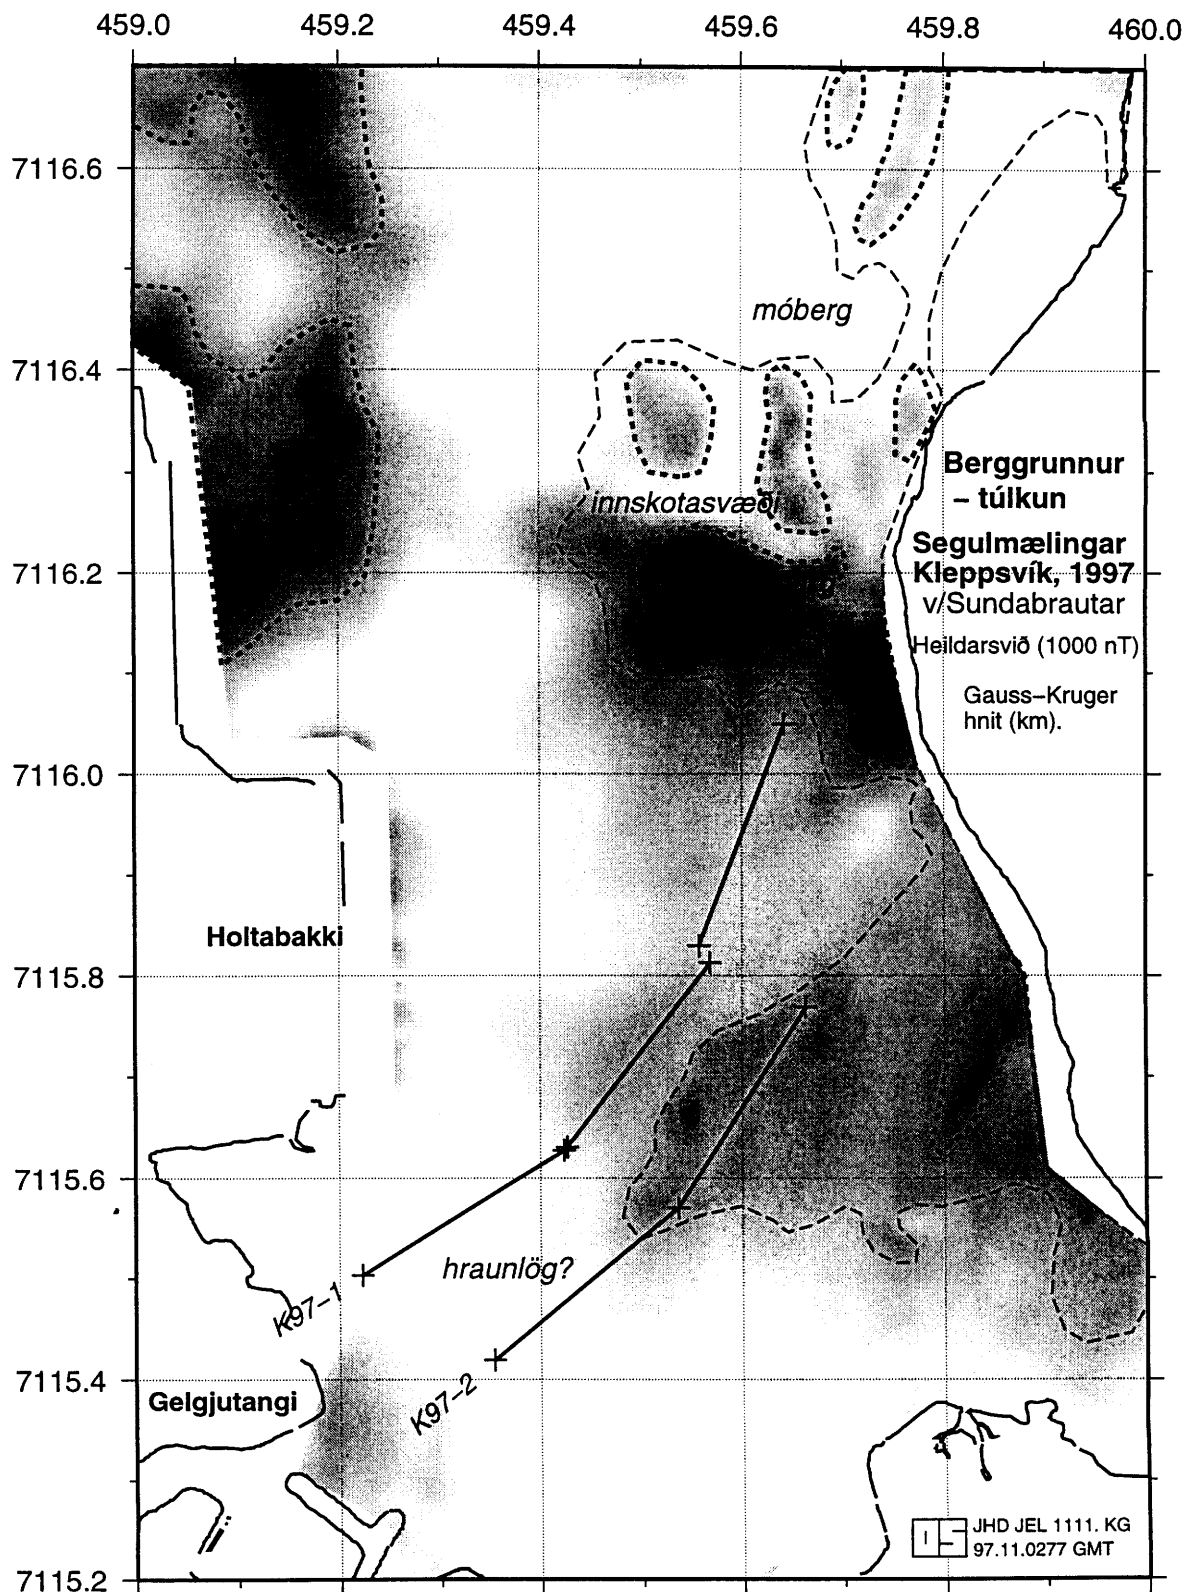 459.0 459.2 459.4 459.6 459.8 460.0
7116.6
móberg
7116.4
Berggrunnur
– túlkun
innskotasvæði
Segulmælingar
7116.2
Kleppsvík, 1997
v/Sundabrautar
Heildarsvið (1000 nT)
Gauss–Kruger
hnit (km).
7116.0
Holtabakki
7115.8
7115.6
hraunlög?
K97–1
7115.4
Gelgjutangi
K97–2
JHD JEL 1111. KG
97.11.0277 GMT
7115.2